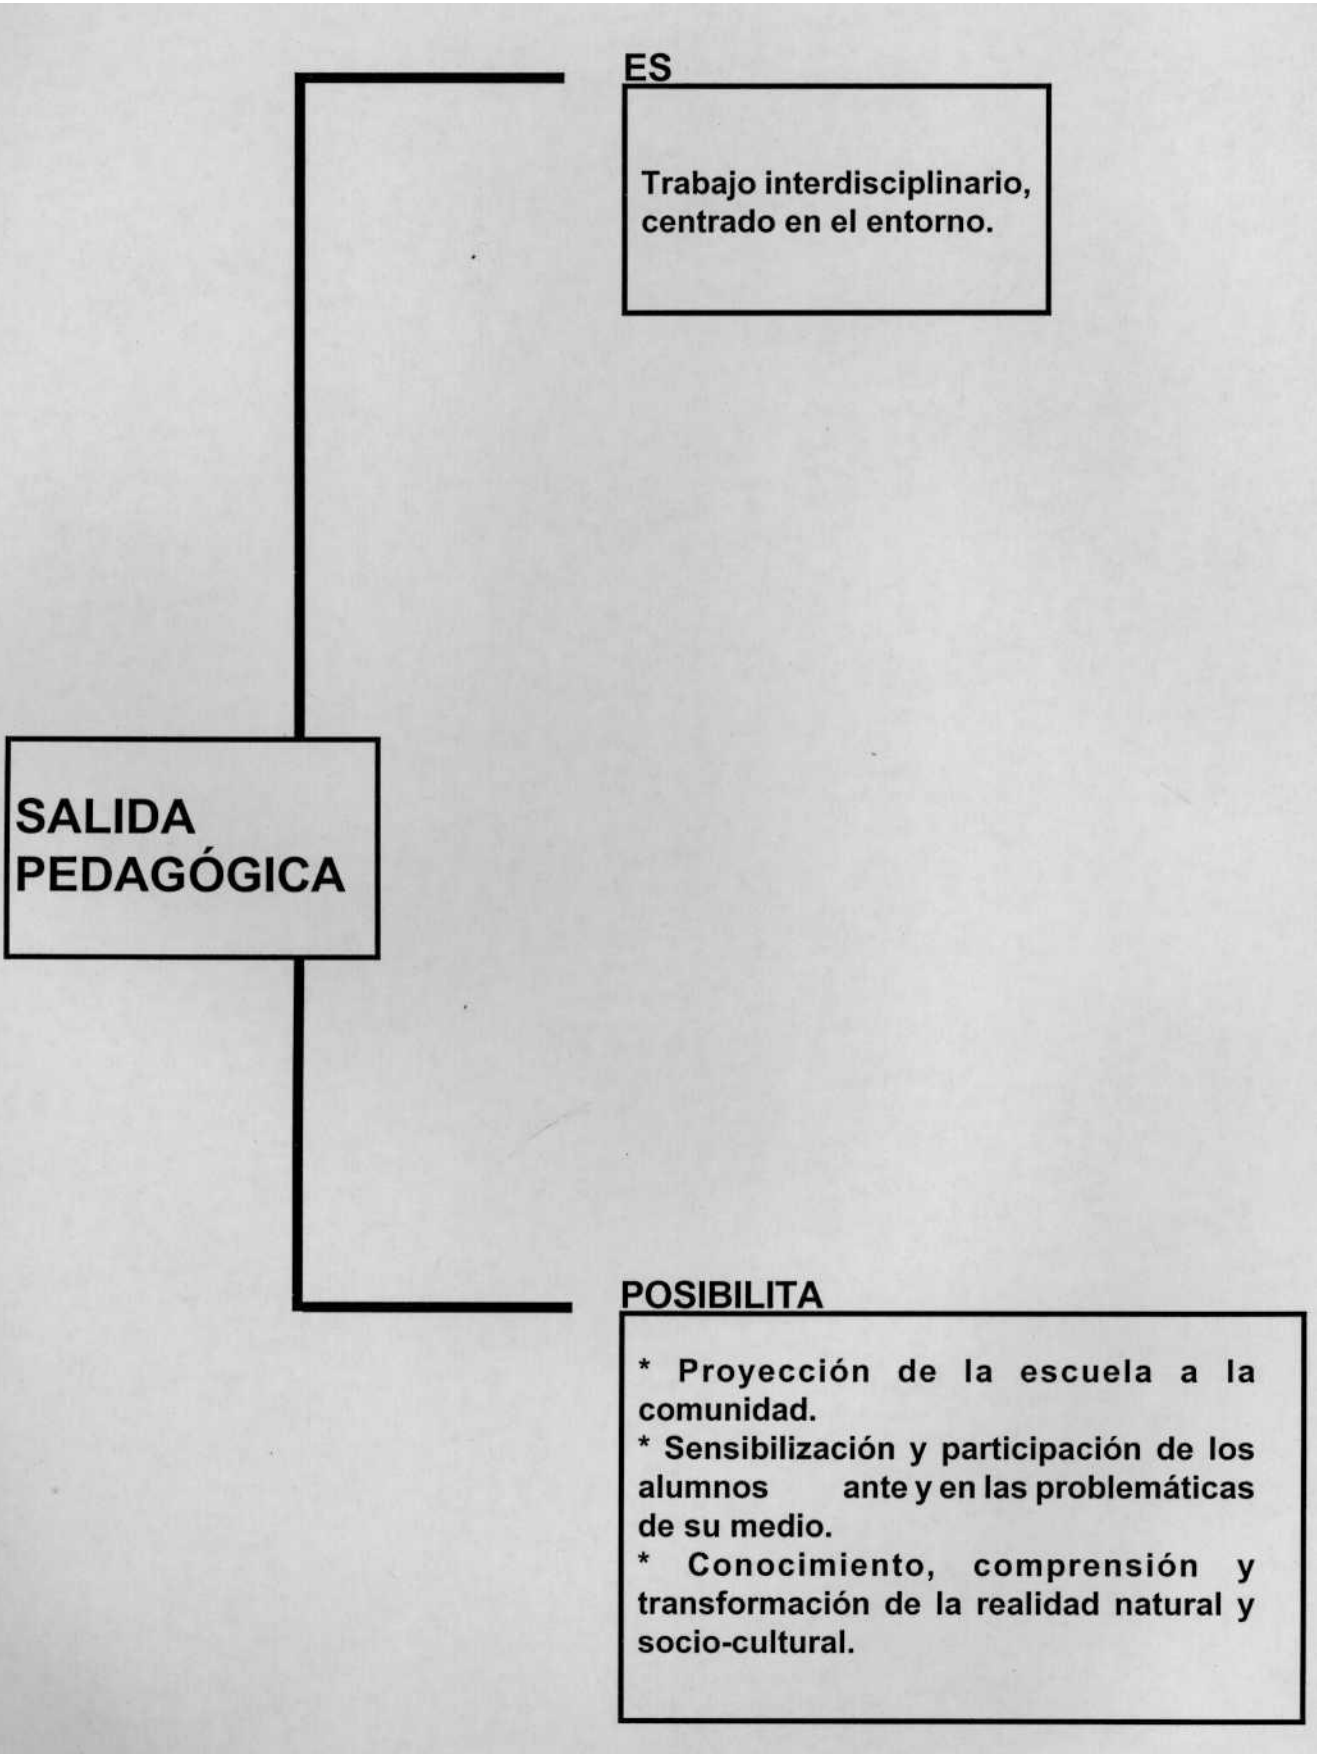 ES
Trabajo interdisciplinario,
centrado en el entorno.
SALIDA
PEDAGÓGICA
POSIBILITA
* Proyección de la escuela a la
comunidad.
* Sensibilización y participación de los
alumnos ante y en las problemáticas
de su medio.
* Conocimiento, comprensión y
transformación de la realidad natural y
socio-cultural.